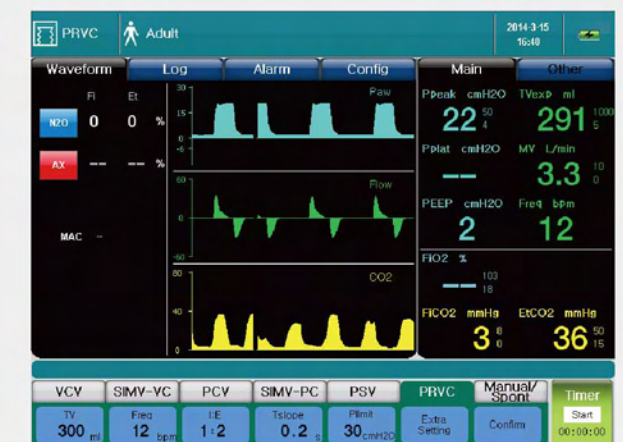 PRVC
Adult
2014-3-15
16:40
Waveform Log Alarm Config Main Other
Fi Et
N2O 0 0 %
AX -- -- %
MAC --
Paw
30
15
0
-5
Flow
60
0
-60
CO2
80
40
0
Ppeak cmH2O TVexp ml
22 50 4 291 1000 5
Pplat cmH2O MV L/min
-- 3.3 10 0
PEEP cmH2O Freq bpm
2 12
FiO2 %
-- 103 18
FiCO2 mmHg EtCO2 mmHg
3 8 0 36 50 15
VCV SIMV-VC PCV SIMV-PC PSV PRVC Manual/Spont Timer
TV Freq I:E Tslope Plimit Extra Setting Confirm Start
300 ml 12 bpm 1:2 0.2 s 30 cmH2O 00:00:00